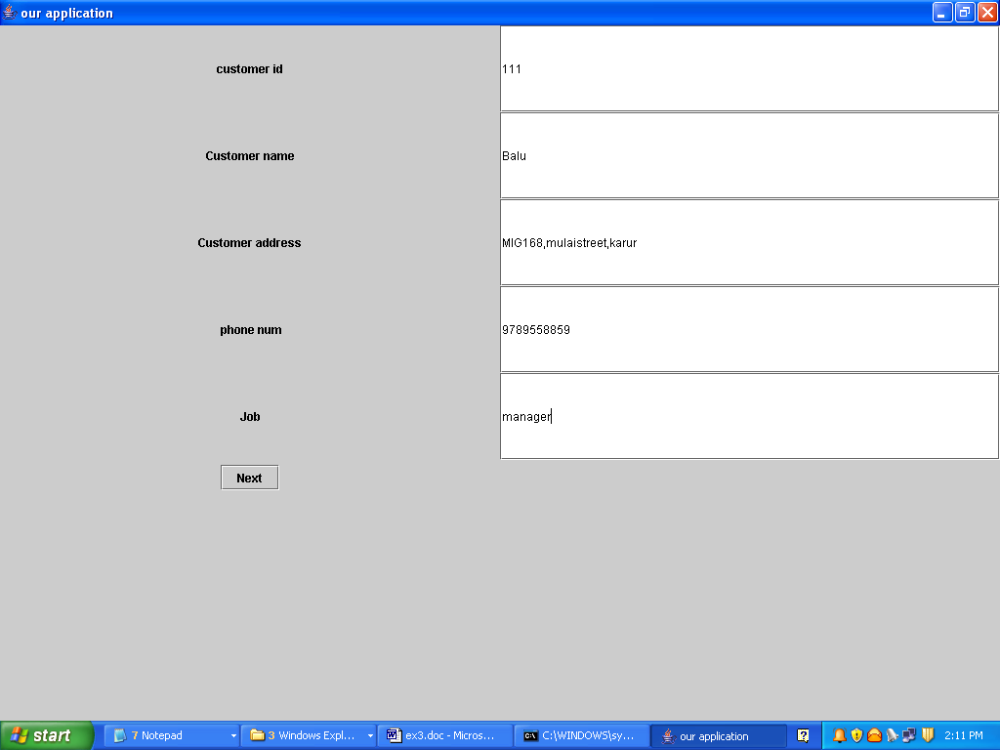 our application
customer id 111
Customer name Balu
Customer address MIG168,mulaistreet,karur
phone num 9789558859
Job manager
Next
start 7 Notepad 3 Windows Expl... ex3.doc - Micros... C:\WINDOWS\sy... our application 2:11 PM